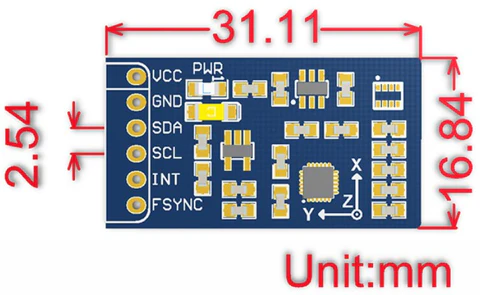 31.11
PWR
VCC
GND
SDA
SCL
INT
FSYNC
2.54
16.84
X
Y
Z
Unit:mm